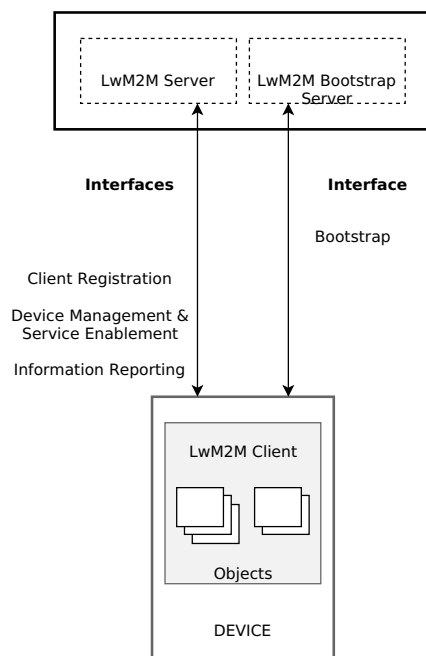 LwM2M Server
LwM2M Bootstrap
Server
Interfaces
Interface
Bootstrap
Client Registration
Device Management &
Service Enablement
Information Reporting
LwM2M Client
Objects
DEVICE